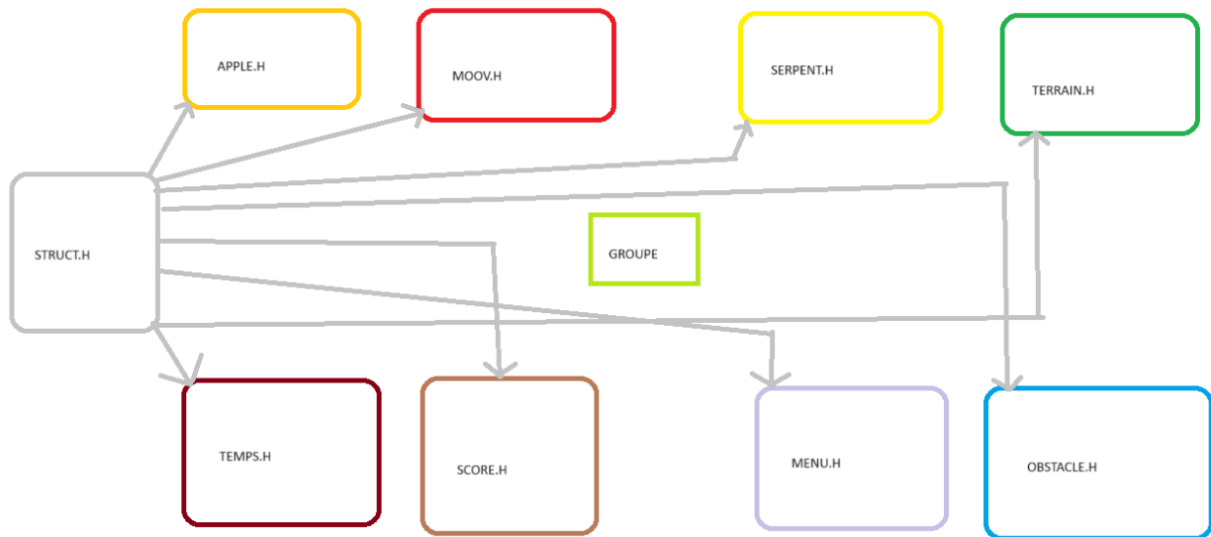 APPLE.H
MOOV.H
SERPENT.H
TERRAIN.H
STRUCT.H
GROUPE
TEMPS.H
SCORE.H
MENU.H
OBSTACLE.H